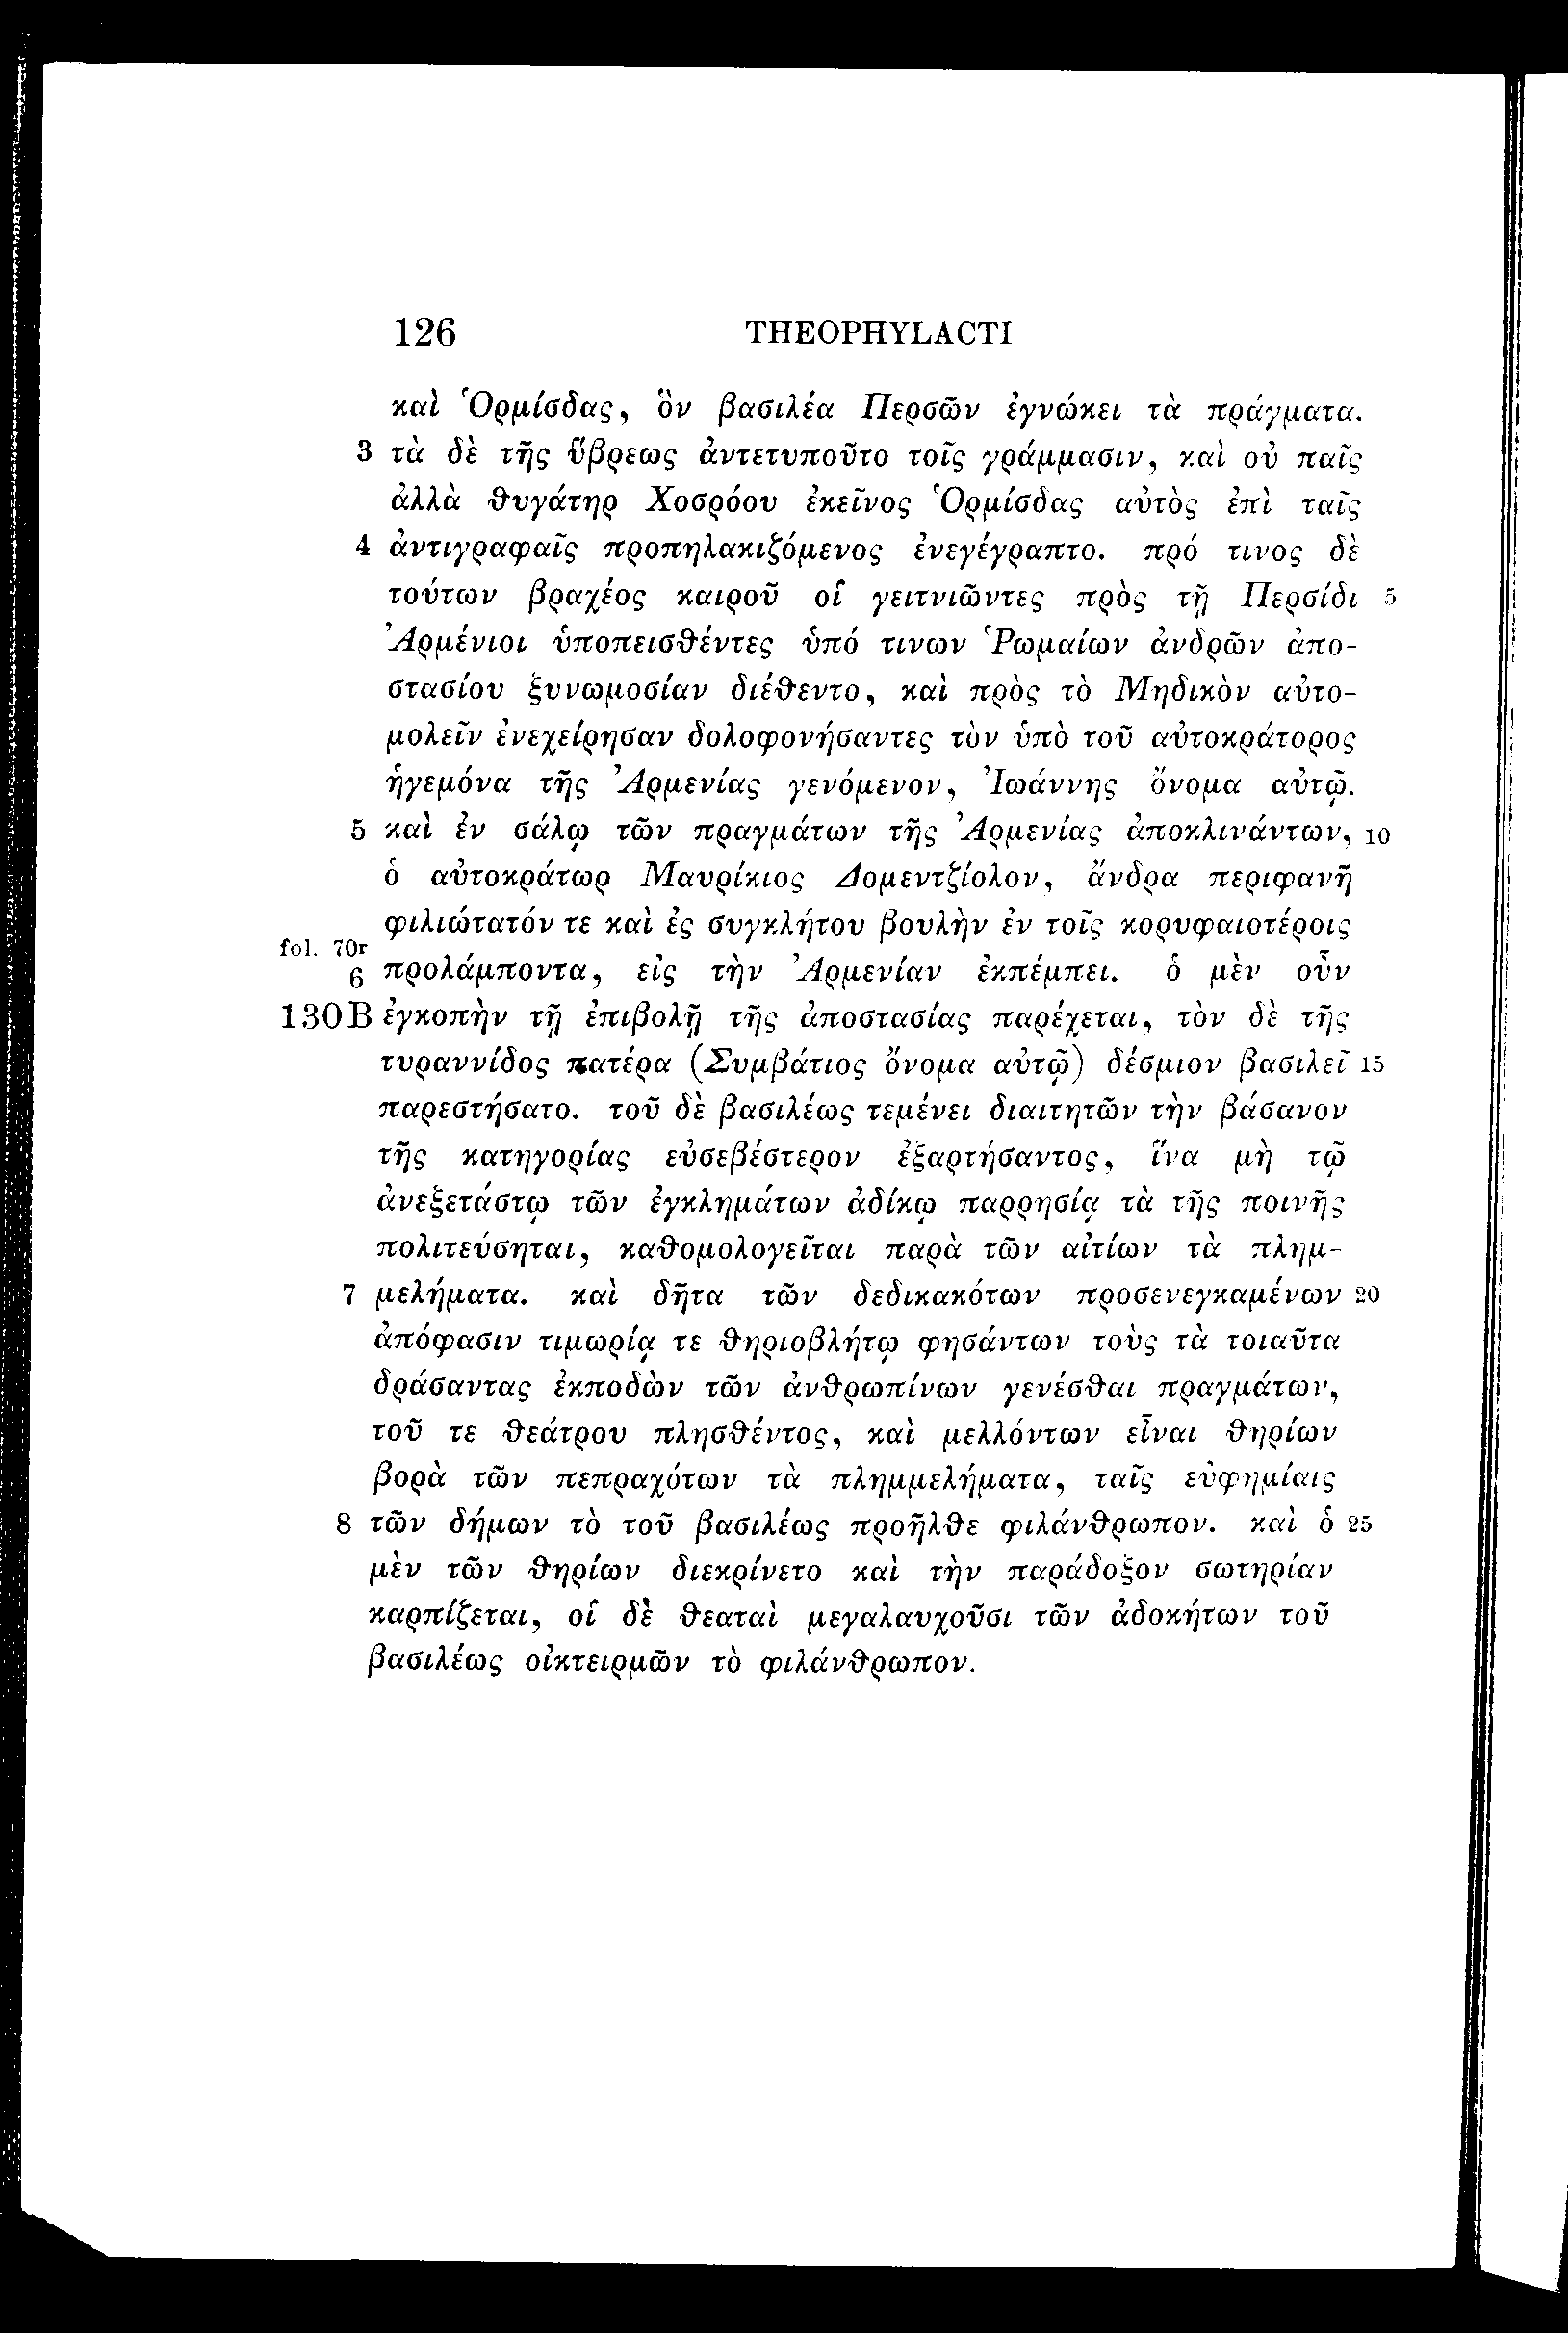 126 THEOPHYLACTI
καὶ Ὁρμίσδας, ὃν βασιλέα Περσῶν ἐγνώκει τὰ πράγματα.
3 τὰ δὲ τῆς ὕβρεως ἀντετυποῦτο τοῖς γράμμασιν, καὶ οὐ παῖς
ἀλλὰ θυγάτηρ Χοσρόου ἐκεῖνος Ὁρμίσδας αὐτὸς ἐπὶ ταῖς
4 ἀντιγραφαῖς προπηλακιζόμενος ἐνεγέγραπτο. πρό τινος δὲ
τούτων βραχέος καιροῦ οἱ γειτνιῶντες πρὸς τῇ Περσίδι 5
Ἀρμένιοι ὑποπεισθέντες ὑπό τινων Ῥωμαίων ἀνδρῶν ἀπο-
στασίου ξυνωμοσίαν διέθεντο, καὶ πρὸς τὸ Μηδικὸν αὐτο-
μολεῖν ἐνεχείρησαν δολοφονήσαντες τὸν ὑπὸ τοῦ αὐτοκράτορος
ἡγεμόνα τῆς Ἀρμενίας γενόμενον, Ἰωάννης ὄνομα αὐτῷ.
5 καὶ ἐν σάλῳ τῶν πραγμάτων τῆς Ἀρμενίας ἀποκλινάντων, 10
ὁ αὐτοκράτωρ Μαυρίκιος Δομεντζίολον, ἄνδρα περιφανῆ
φιλιώτατόν τε καὶ ἐς συγκλήτου βουλὴν ἐν τοῖς κορυφαιοτέροις
fol. 70r
6 προλάμποντα, εἰς τὴν Ἀρμενίαν ἐκπέμπει. ὁ μὲν οὖν
130B ἐγκοπὴν τῇ ἐπιβολῇ τῆς ἀποστασίας παρέχεται, τὸν δὲ τῆς
τυραννίδος πατέρα (Συμβάτιος ὄνομα αὐτῷ) δέσμιον βασιλεῖ 15
παρεστήσατο. τοῦ δὲ βασιλέως τεμένει διαιτητῶν τὴν βάσανον
τῆς κατηγορίας εὐσεβέστερον ἐξαρτήσαντος, ἵνα μὴ τῷ
ἀνεξετάστῳ τῶν ἐγκλημάτων ἀδίκῳ παρρησίᾳ τὰ τῆς ποινῆς
πολιτεύσηται, καθομολογεῖται παρὰ τῶν αἰτίων τὰ πλημ-
7 μελήματα. καὶ δῆτα τῶν δεδικακότων προσενεγκαμένων 20
ἀπόφασιν τιμωρίᾳ τε θηριοβλήτῳ φησάντων τοὺς τὰ τοιαῦτα
δράσαντας ἐκποδὼν τῶν ἀνθρωπίνων γενέσθαι πραγμάτων,
τοῦ τε θεάτρου πλησθέντος, καὶ μελλόντων εἶναι θηρίων
βορὰ τῶν πεπραχότων τὰ πλημμελήματα, ταῖς εὐφημίαις
8 τῶν δήμων τὸ τοῦ βασιλέως προῆλθε φιλάνθρωπον. καὶ ὁ 25
μὲν τῶν θηρίων διεκρίνετο καὶ τὴν παράδοξον σωτηρίαν
καρπίζεται, οἱ δὲ θεαταὶ μεγαλαυχοῦσι τῶν ἀδοκήτων τοῦ
βασιλέως οἰκτειρμῶν τὸ φιλάνθρωπον.